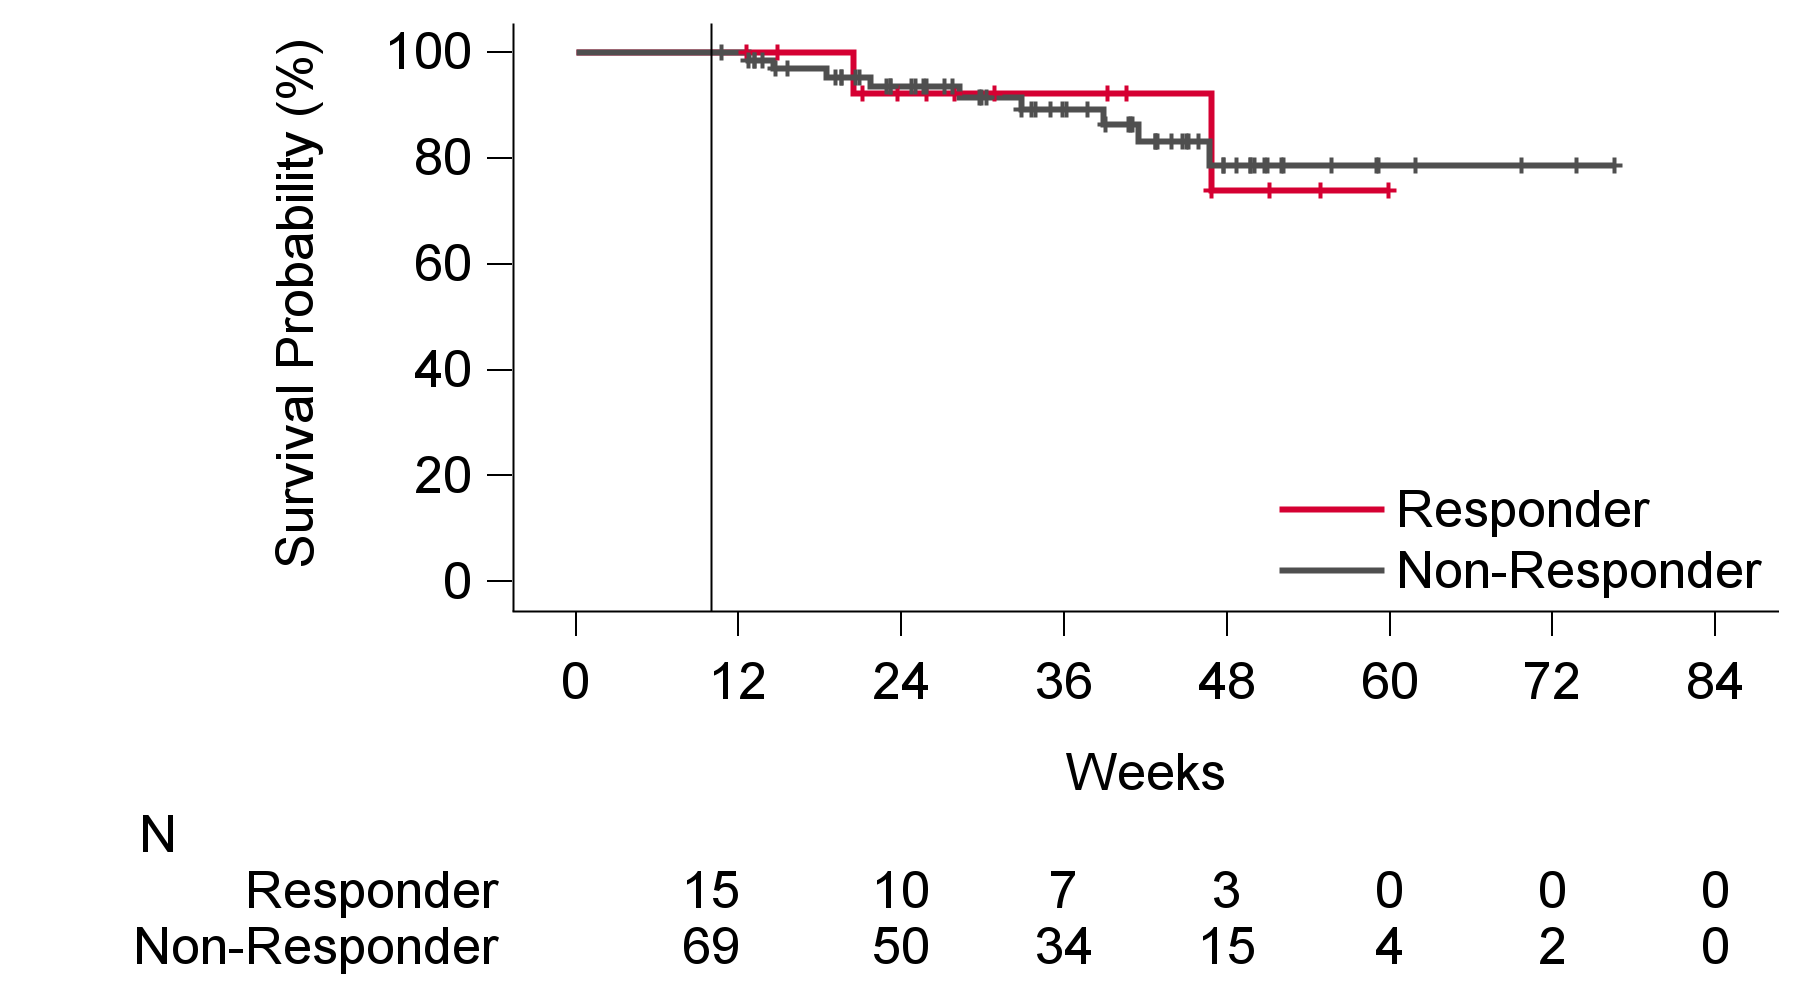 Survival Probability (%)
100
80
60
40
20
0
Responder
Non-Responder
0 12 24 36 48 60 72 84
Weeks
N
Responder 15 10 7 3 0 0 0
Non-Responder 69 50 34 15 4 2 0